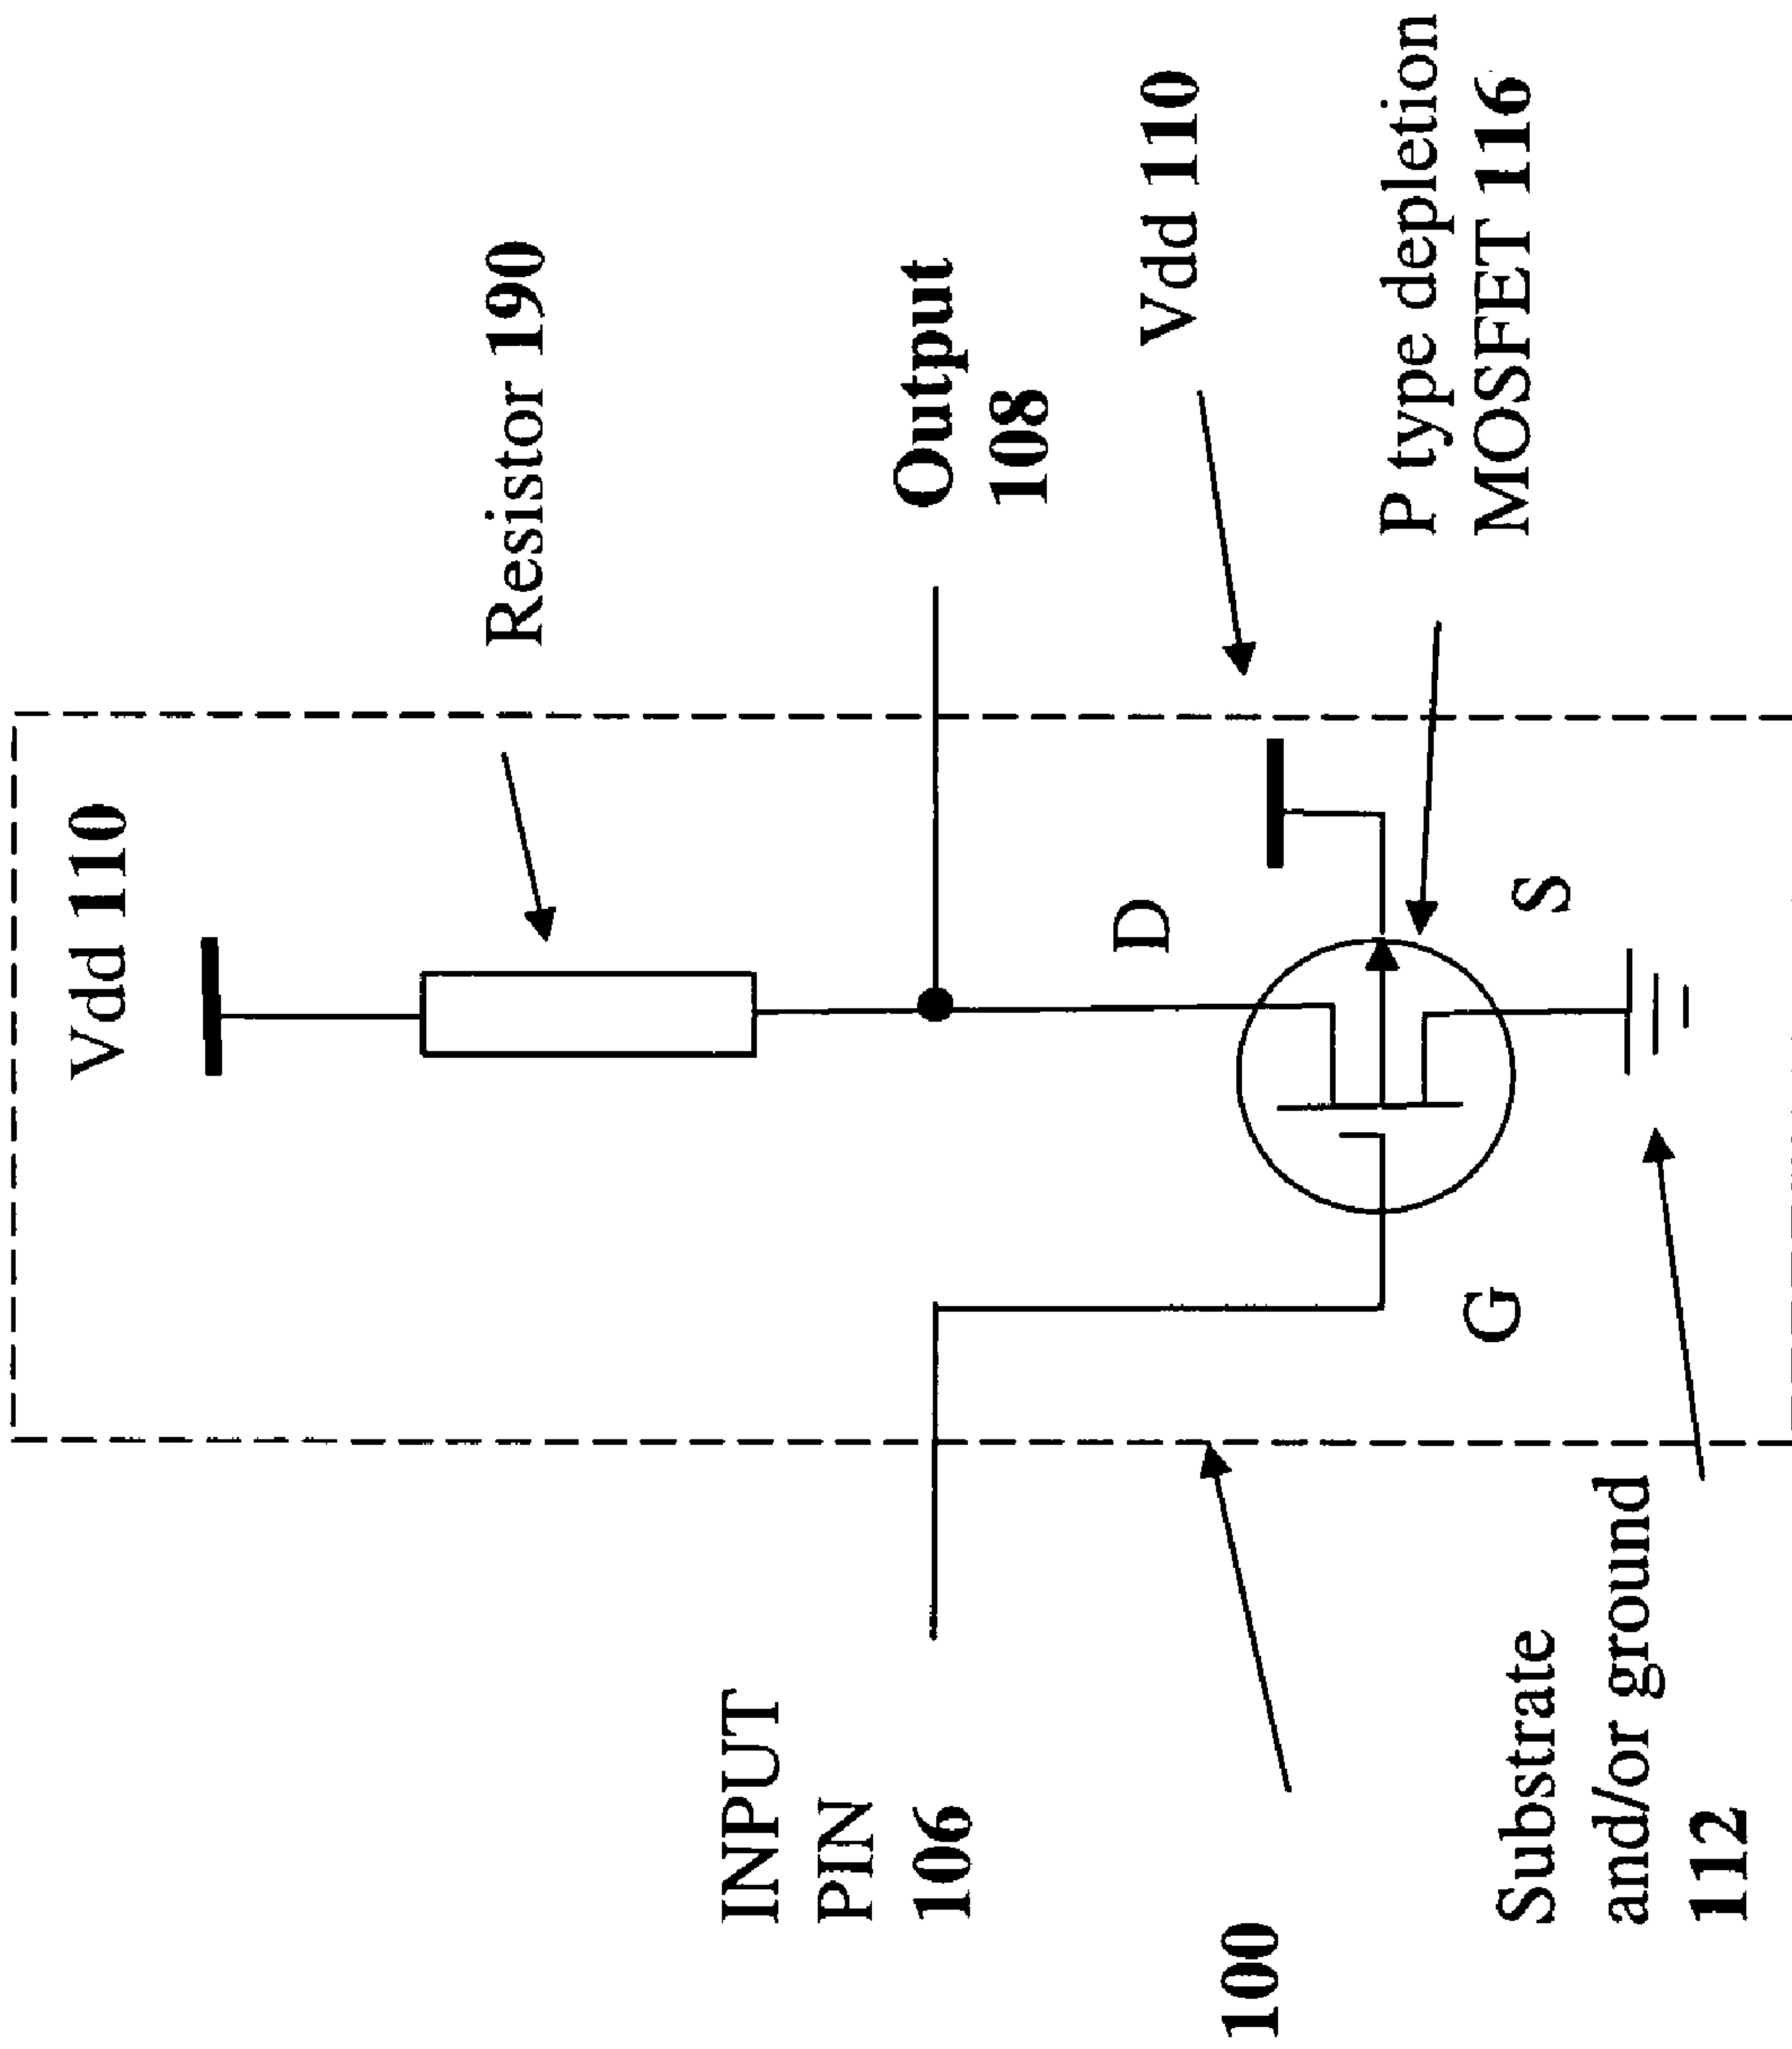 Vdd 110
Resistor 190
Output
108
Vdd 110
P type depletion
MOSFET 116
D
S
G
INPUT
PIN
106
100
Substrate
and/or ground
112